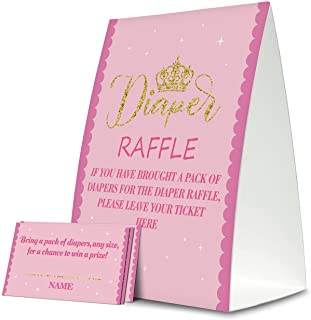 Diaper
RAFFLE
IF YOU HAVE BROUGHT A PACK OF
DIAPERS FOR THE DIAPER RAFFLE,
PLEASE LEAVE YOUR TICKET
HERE
Bring a pack of diapers, any size,
for a chance to win a prize!
NAME